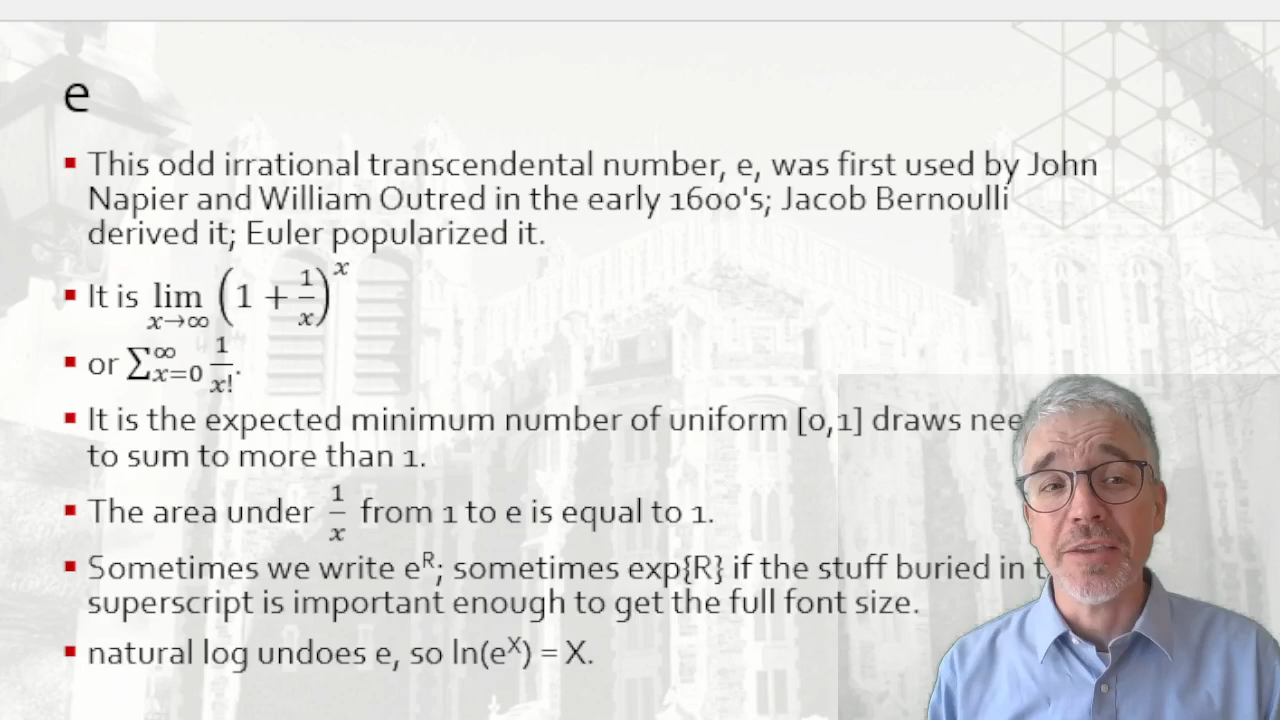 e
▪ This odd irrational transcendental number, e, was first used by John
Napier and William Outred in the early 1600's; Jacob Bernoulli
derived it; Euler popularized it.
▪ It is lim x→∞ (1 + 1/x)^x
▪ or ∑_{x=0}^{∞} 1/x!.
▪ It is the expected minimum number of uniform [0,1] draws
to sum to more than 1.
▪ The area under 1/x from 1 to e is equal to 1.
▪ Sometimes we write e^R; sometimes exp{R} if the stuff buried in
superscript is important enough to get the full font size.
▪ natural log undoes e, so ln(e^X) = X.